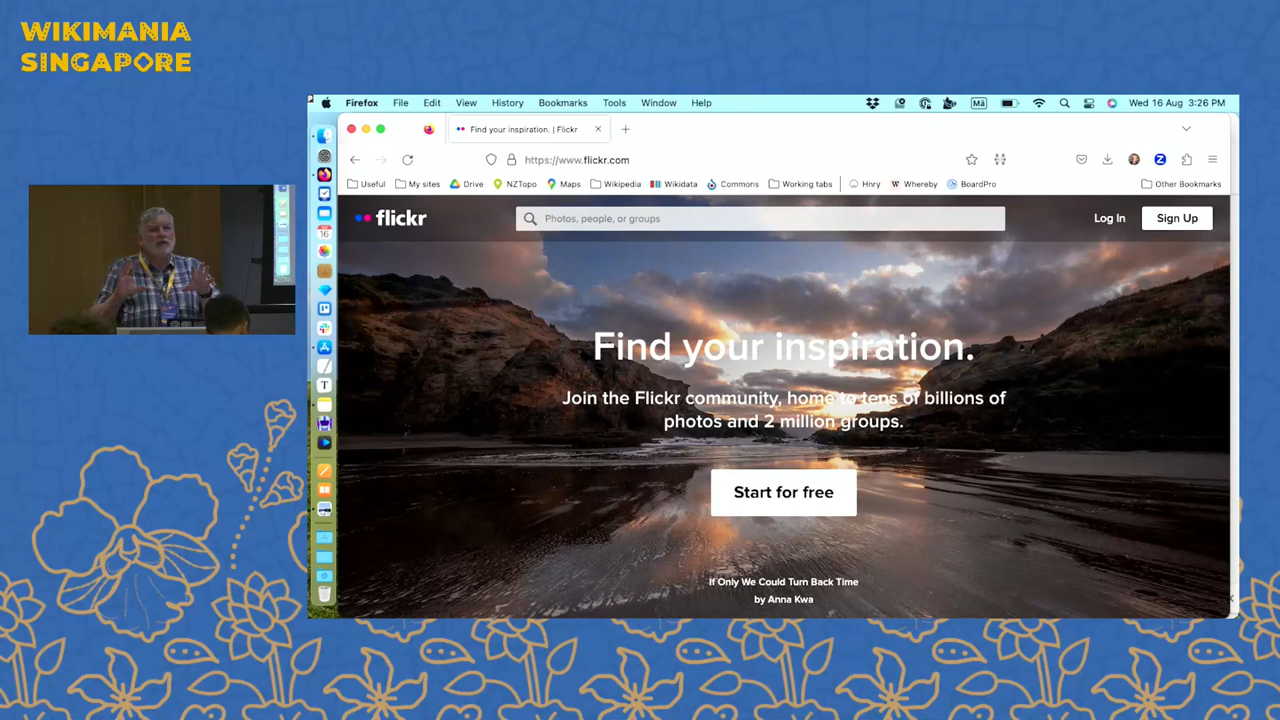 WIKIMANIA
SINGAPORE
Firefox File Edit View History Bookmarks Tools Window Help Mā Wed 16 Aug 3:26 PM
Find your inspiration. | Flickr
https://www.flickr.com
Useful My sites Drive NZTopo Maps Wikipedia Wikidata Commons Working tabs Hnry Whereby BoardPro Other Bookmarks
flickr Photos, people, or groups Log In Sign Up
16
Find your inspiration.
Join the Flickr community, home to tens of billions of
photos and 2 million groups.
Start for free
If Only We Could Turn Back Time
by Anna Kwa